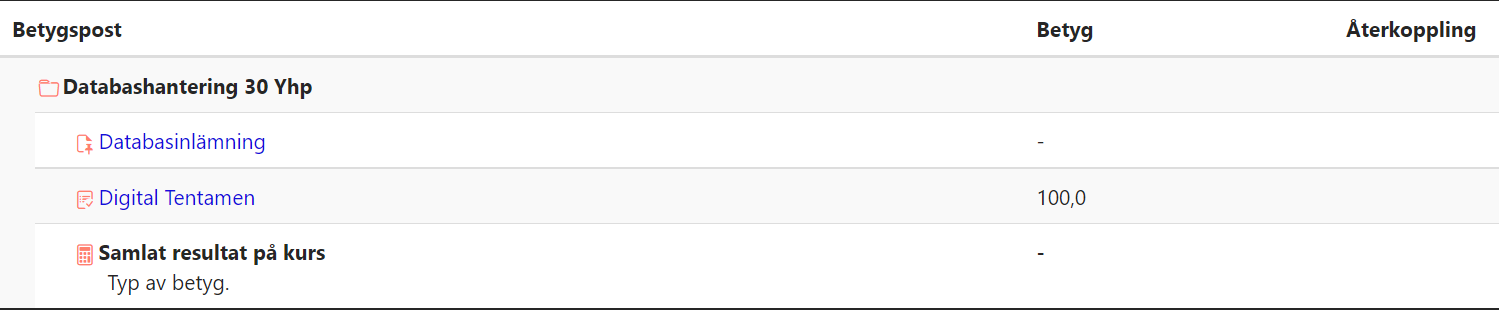 Betygspost Betyg Återkoppling
Databashantering 30 Yhp
Databasinlämning -
Digital Tentamen 100,0
Samlat resultat på kurs -
Typ av betyg.